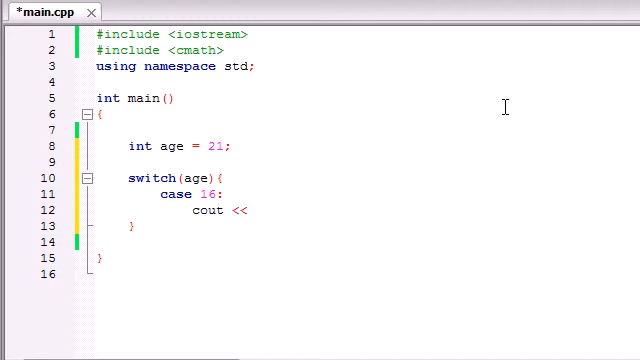 *main.cpp
1 #include <iostream>
2 #include <cmath>
3 using namespace std;
4
5 int main()
6 {
7
8 int age = 21;
9
10 switch(age){
11 case 16:
12 cout <<
13 }
14
15 }
16